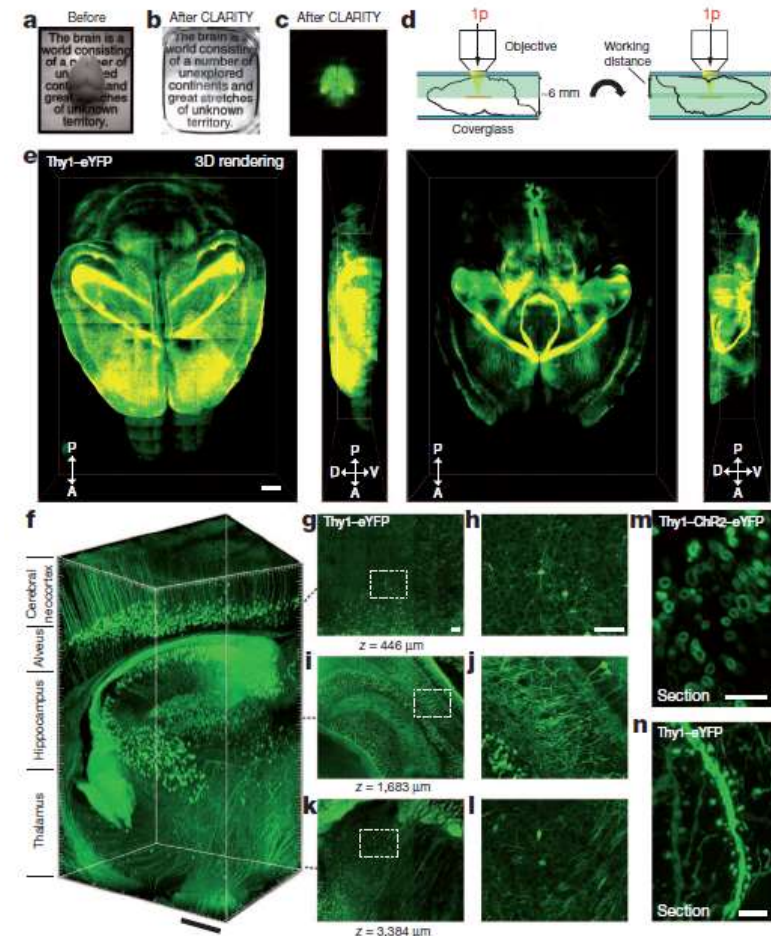 a Before
b After CLARITY
c After CLARITY
d 1p 1p
The brain is a
world consisting
of a number of
unexplored
continents and
great stretches
of unknown
territory.
The brain is a
world consisting
of a number of
unexplored
continents and
great stretches
of unknown
territory.
Objective
Working
distance
~6 mm
Coverglass
e Thy1–eYFP 3D rendering
P
A
P
D V
A
P
A
P
D V
A
f
Cerebral
neocortex
Alveus
Hippocampus
Thalamus
g Thy1–eYFP
h
z = 446 µm
i
j
z = 1,683 µm
k
l
z = 3,384 µm
m Thy1–ChR2–eYFP
Section
n Thy1–eYFP
Section